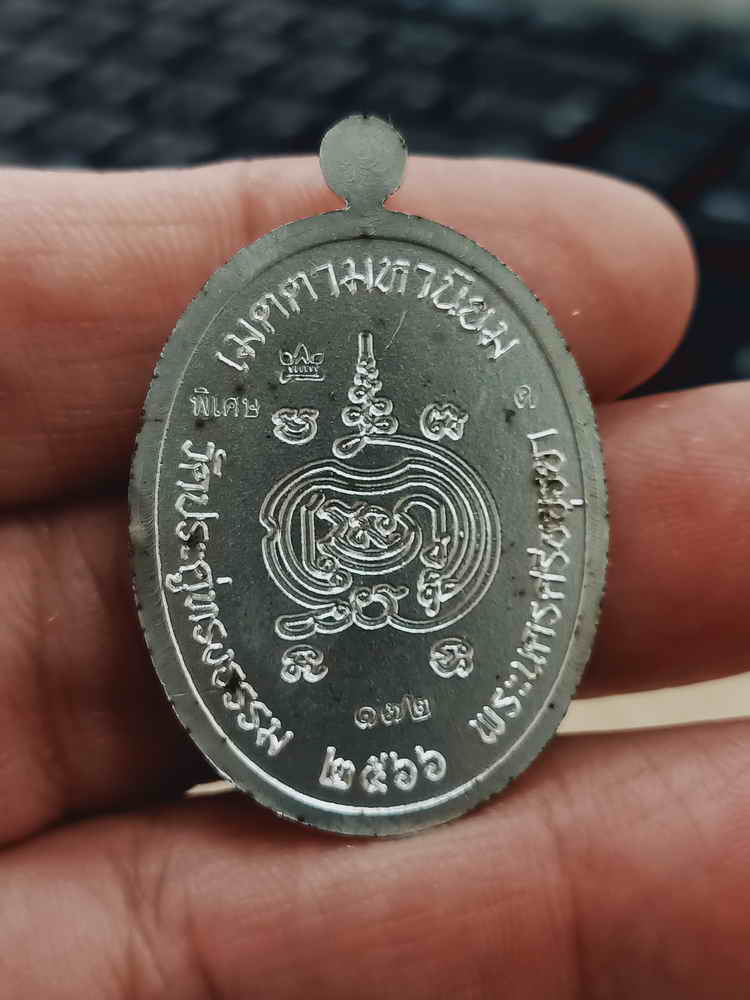 เมตตามหานิยม
พิเศษ
๑
วัดประดู่ทรงธรรม ๒๕๖๖ พระนครศรีอยุธยา
๑๗๒